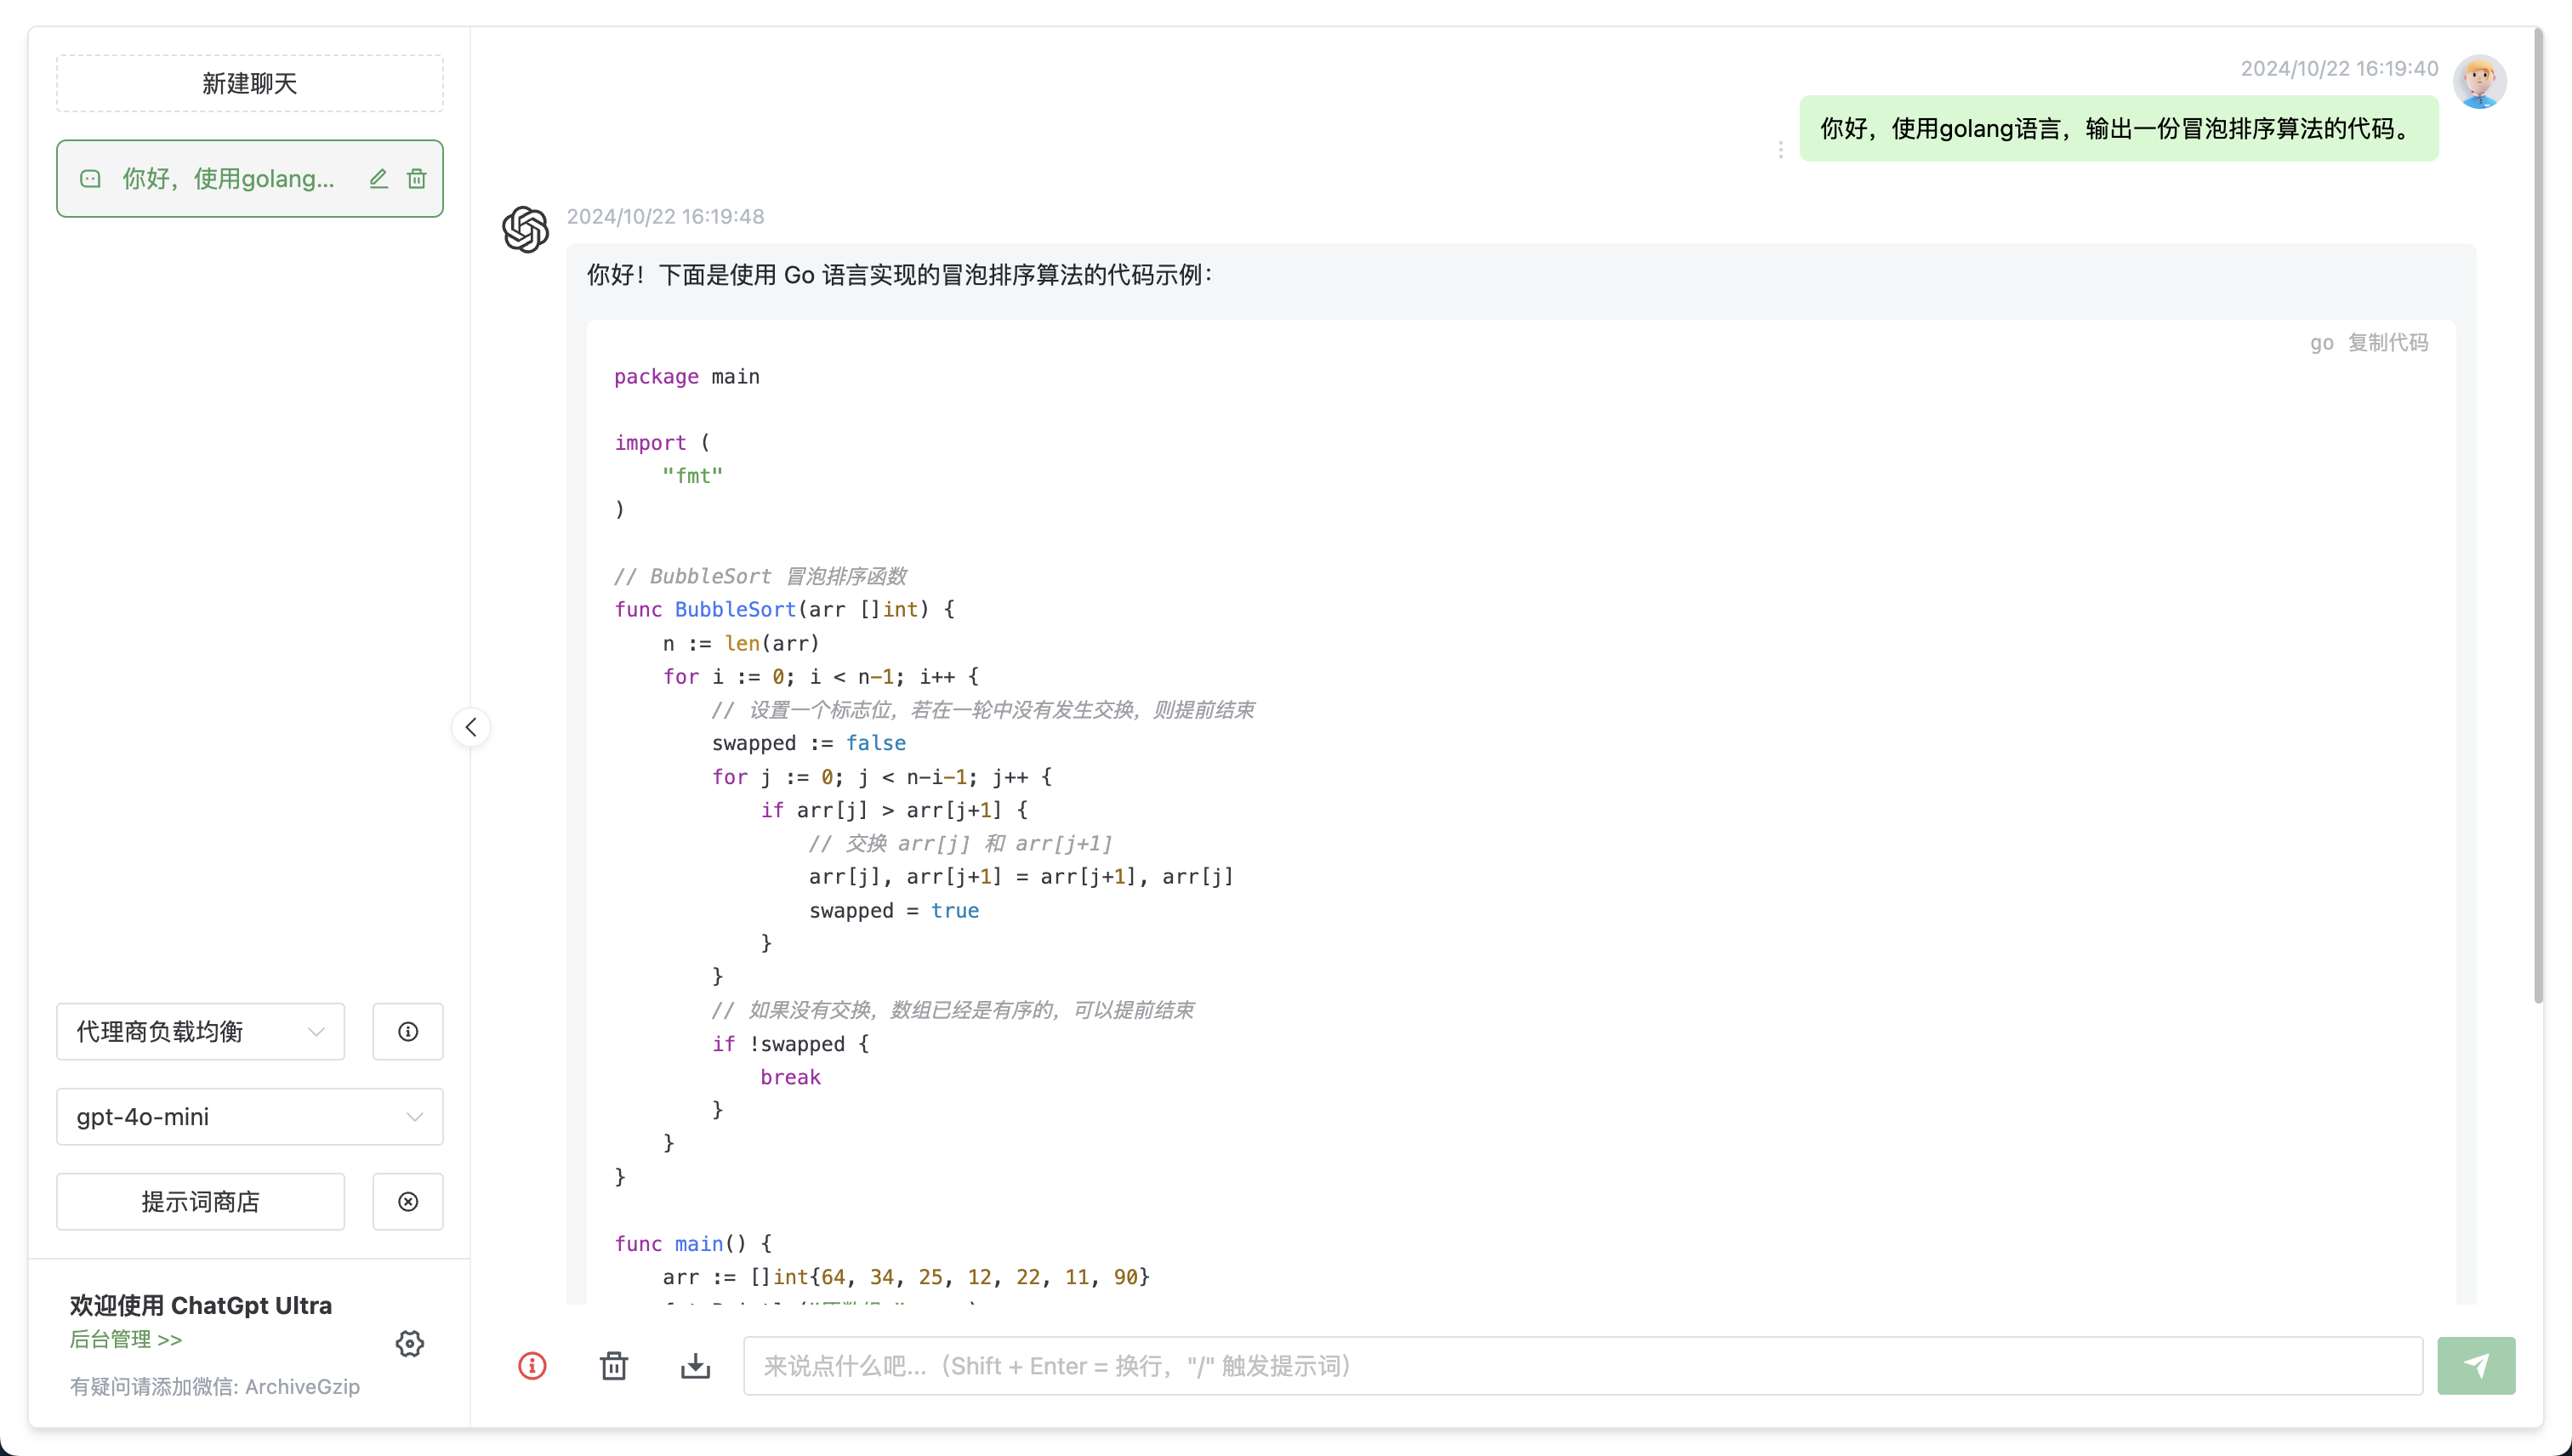 新建聊天
你好，使用golang...
代理商负载均衡
gpt-4o-mini
提示词商店
欢迎使用 ChatGpt Ultra
后台管理 >>
有疑问请添加微信: ArchiveGzip
2024/10/22 16:19:40
你好，使用golang语言，输出一份冒泡排序算法的代码。
2024/10/22 16:19:48
你好！下面是使用 Go 语言实现的冒泡排序算法的代码示例：
go 复制代码
package main
import (
    "fmt"
)
// BubbleSort 冒泡排序函数
func BubbleSort(arr []int) {
    n := len(arr)
    for i := 0; i < n-1; i++ {
        // 设置一个标志位，若在一轮中没有发生交换，则提前结束
        swapped := false
        for j := 0; j < n-i-1; j++ {
            if arr[j] > arr[j+1] {
                // 交换 arr[j] 和 arr[j+1]
                arr[j], arr[j+1] = arr[j+1], arr[j]
                swapped = true
            }
        }
        // 如果没有交换，数组已经是有序的，可以提前结束
        if !swapped {
            break
        }
    }
}
func main() {
    arr := []int{64, 34, 25, 12, 22, 11, 90}
来说点什么吧...（Shift + Enter = 换行，"/" 触发提示词）